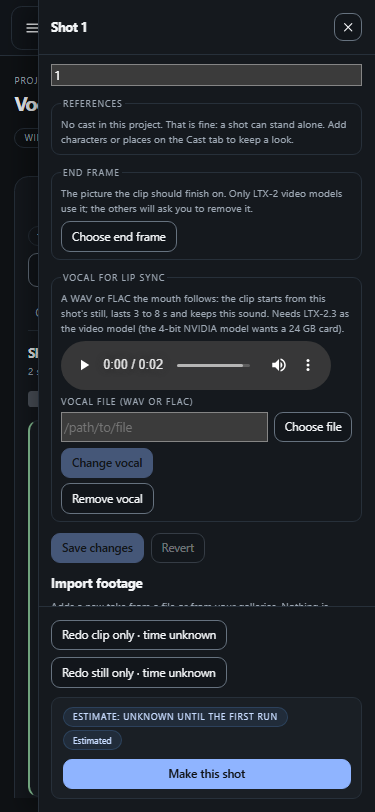 Shot 1
1
REFERENCES
No cast in this project. That is fine: a shot can stand alone. Add
characters or places on the Cast tab to keep a look.
END FRAME
The picture the clip should finish on. Only LTX-2 video models
use it; the others will ask you to remove it.
Choose end frame
VOCAL FOR LIP SYNC
A WAV or FLAC the mouth follows: the clip starts from this
shot's still, lasts 3 to 8 s and keeps this sound. Needs LTX-2.3 as
the video model (the 4-bit NVIDIA model wants a 24 GB card).
0:00 / 0:02
VOCAL FILE (WAV OR FLAC)
/path/to/file
Choose file
Change vocal
Remove vocal
Save changes
Revert
Import footage
Redo clip only · time unknown
Redo still only · time unknown
ESTIMATE: UNKNOWN UNTIL THE FIRST RUN
Estimated
Make this shot